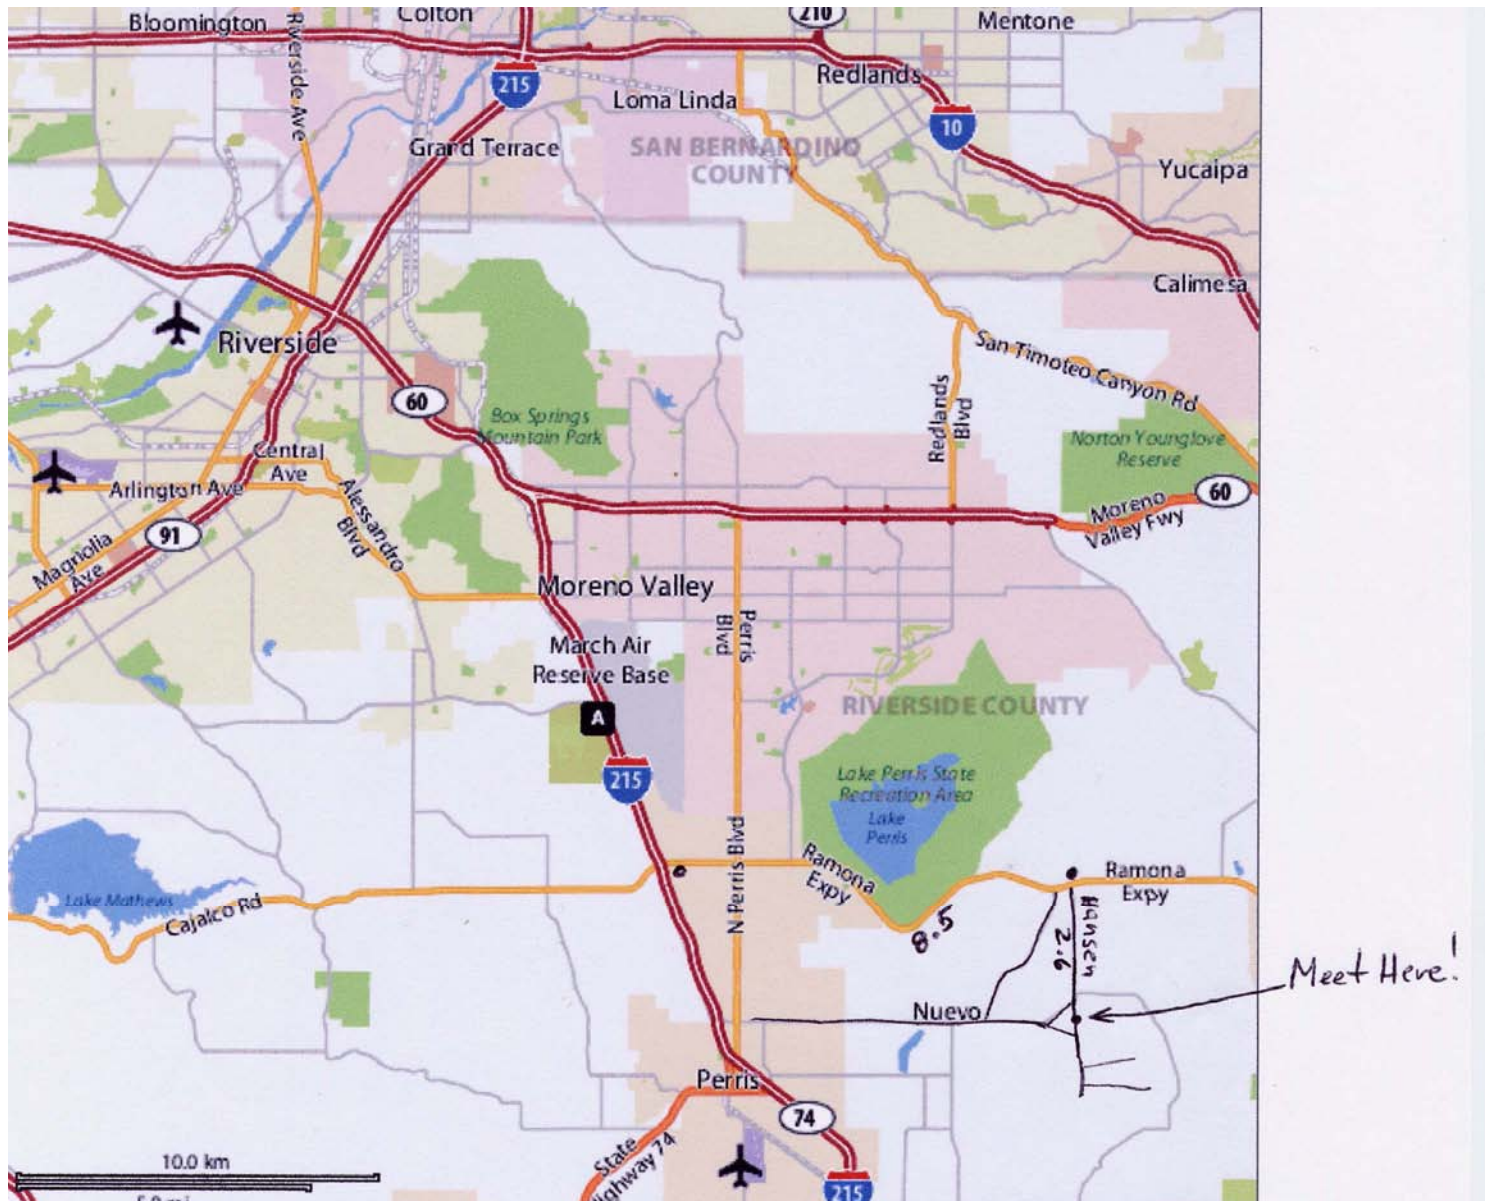 Bloomington
Colton
210
Mentone
Riverside Ave
Redlands
215
Loma Linda
10
Grand Terrace
SAN BERNARDINO
COUNTY
Yucaipa
Calimesa
Riverside
San Timoteo Canyon Rd
60
Redlands
Blvd
Box Springs
Mountain Park
Norton Younglove
Reserve
Central
Ave
Arlington Ave
Alessandro
Blvd
60
Moreno
Valley Fwy
91
Magnolia
Ave
Moreno Valley
Perris
Blvd
March Air
Reserve Base
A
RIVERSIDE COUNTY
215
Lake Perris State
Recreation Area
Lake
Perris
N Perris Blvd
Ramona
Expy
Ramona
Expy
Lake Mathews
Cajalco Rd
8.5
Hansen
2.6
Meet Here!
Nuevo
Perris
74
State
Highway 74
10.0 km
5.0 mi
215